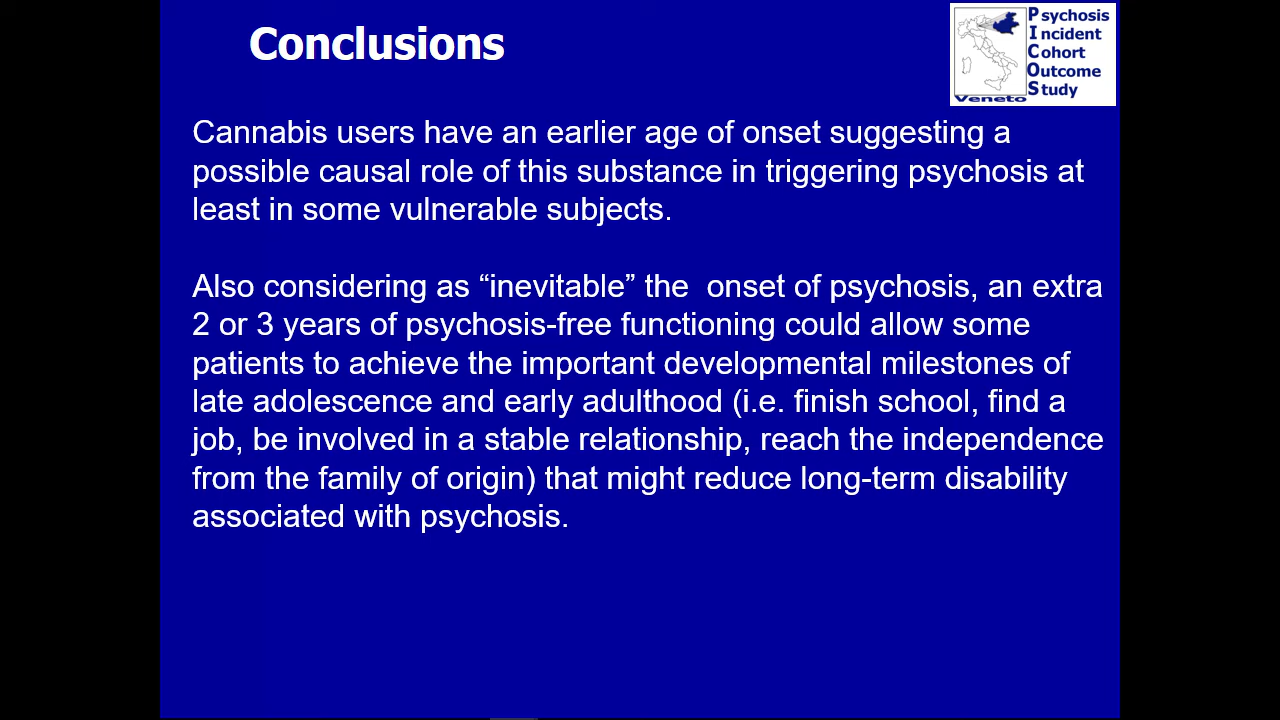 Conclusions
Psychosis
Incident
Cohort
Outcome
Study
Veneto
Cannabis users have an earlier age of onset suggesting a
possible causal role of this substance in triggering psychosis at
least in some vulnerable subjects.
Also considering as “inevitable” the  onset of psychosis, an extra
2 or 3 years of psychosis-free functioning could allow some
patients to achieve the important developmental milestones of
late adolescence and early adulthood (i.e. finish school, find a
job, be involved in a stable relationship, reach the independence
from the family of origin) that might reduce long-term disability
associated with psychosis.